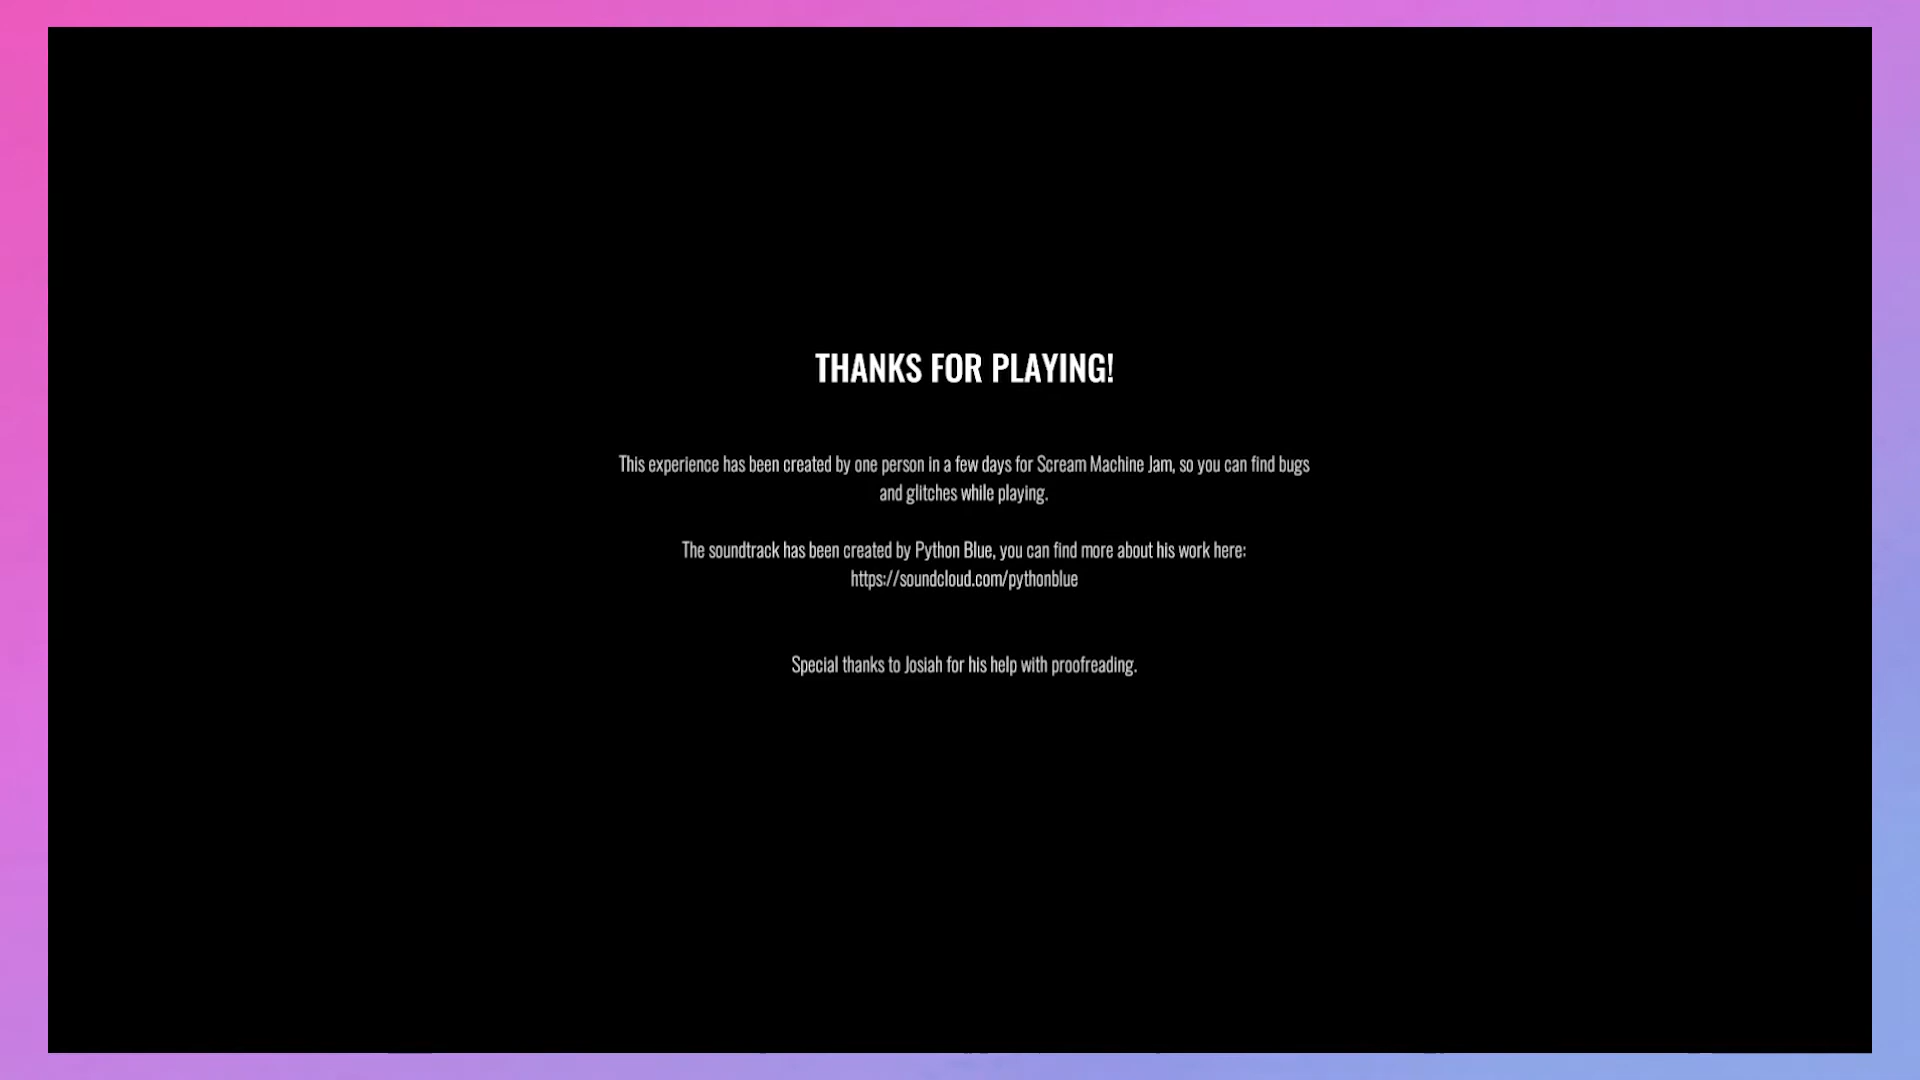 THANKS FOR PLAYING!
This experience has been created by one person in a few days for Scream Machine Jam, so you can find bugs
and glitches while playing.
The soundtrack has been created by Python Blue, you can find more about his work here:
https://soundcloud.com/pythonblue
Special thanks to Josiah for his help with proofreading.